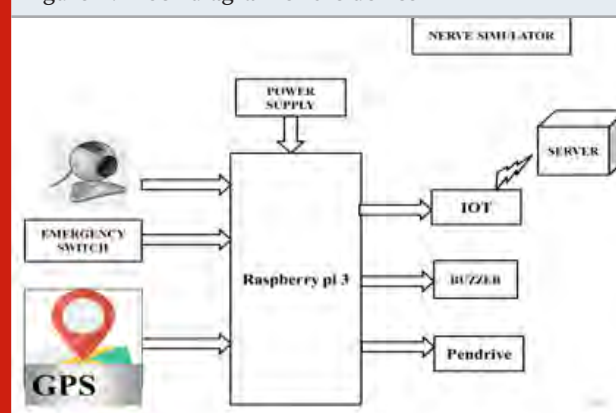 NERVE SIMULATOR
POWER
SUPPLY
SERVER
EMERGENCY
SWITCH
IOT
Raspberry pi 3
BUZZER
GPS
Pendrive